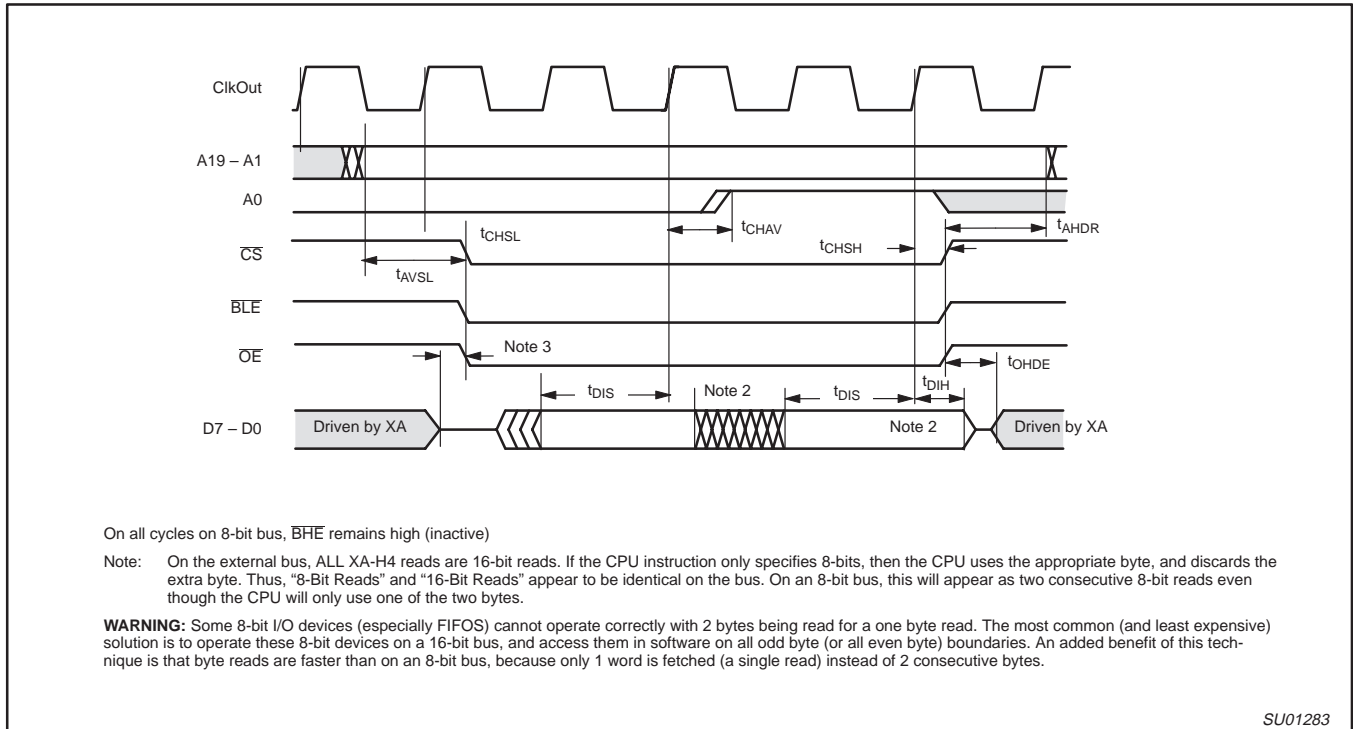 ClkOut
A19 – A1
A0
tCHAV
tAHDR
tCHSL
tCHSH
CS
tAVSL
BLE
Note 3
OE
tOHDE
tDIS
Note 2
tDIS
tDIH
D7 – D0
Driven by XA
Note 2
Driven by XA
On all cycles on 8-bit bus, BHE remains high (inactive)
Note: On the external bus, ALL XA-H4 reads are 16-bit reads. If the CPU instruction only specifies 8-bits, then the CPU uses the appropriate byte, and discards the
extra byte. Thus, “8-Bit Reads” and “16-Bit Reads” appear to be identical on the bus. On an 8-bit bus, this will appear as two consecutive 8-bit reads even
though the CPU will only use one of the two bytes.
WARNING: Some 8-bit I/O devices (especially FIFOS) cannot operate correctly with 2 bytes being read for a one byte read. The most common (and least expensive)
solution is to operate these 8-bit devices on a 16-bit bus, and access them in software on all odd byte (or all even byte) boundaries. An added benefit of this tech-
nique is that byte reads are faster than on an 8-bit bus, because only 1 word is fetched (a single read) instead of 2 consecutive bytes.
SU01283